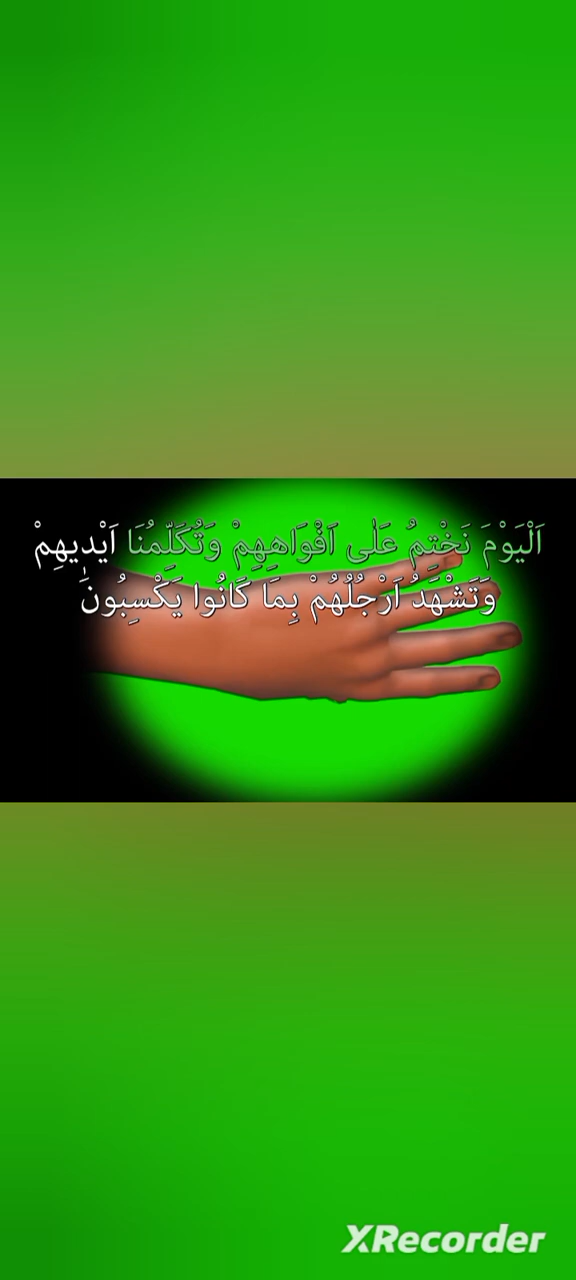 اَلْيَوْمَ نَخْتِمُ عَلٰٓى اَفْوَاهِهِمْ وَتُكَلِّمُنَٓا اَيْد۪يهِمْ
وَتَشْهَدُ اَرْجُلُهُمْ بِمَا كَانُوا يَكْسِبُونَ
XRecorder